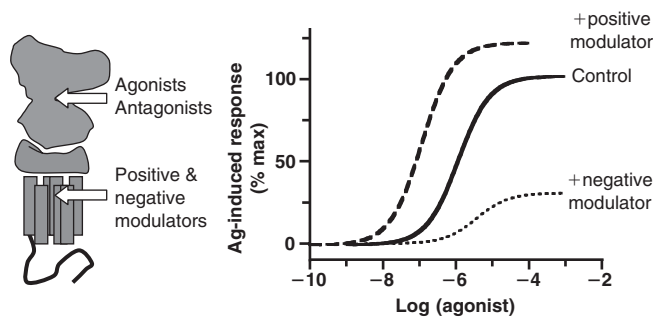 Agonists
Antagonists
Positive &
negative
modulators
Ag-induced response
(% max)
100
50
0
+positive
modulator
Control
+negative
modulator
−10
−8
−6
−4
−2
Log (agonist)